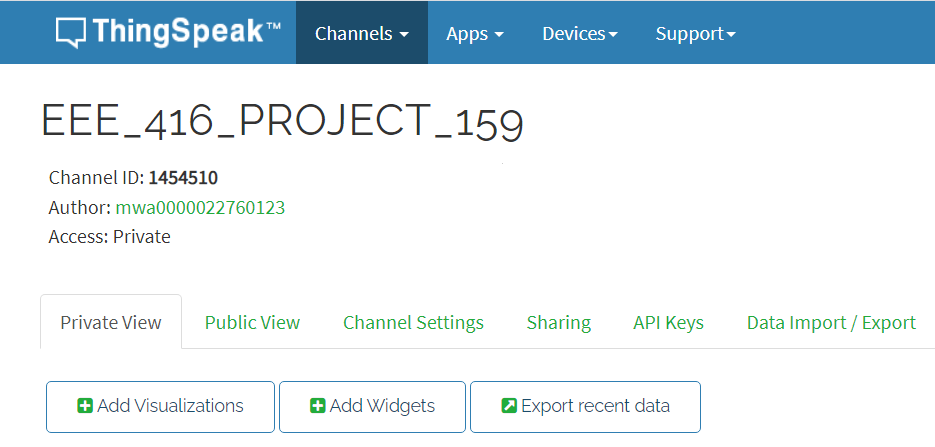 ThingSpeak™ Channels Apps Devices Support
EEE_416_PROJECT_159
Channel ID: 1454510
Author: mwa0000022760123
Access: Private
Private View Public View Channel Settings Sharing API Keys Data Import / Export
Add Visualizations Add Widgets Export recent data